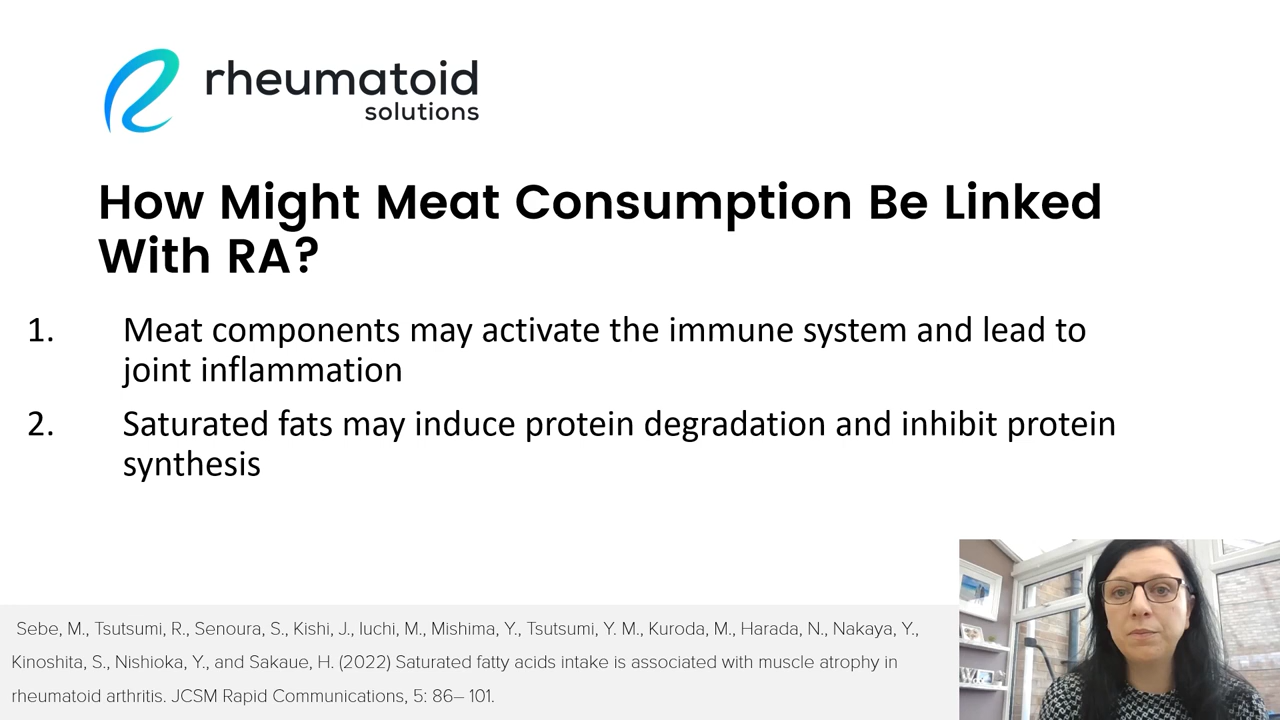 rheumatoid
solutions
How Might Meat Consumption Be Linked
With RA?
1. Meat components may activate the immune system and lead to
joint inflammation
2. Saturated fats may induce protein degradation and inhibit protein
synthesis
Sebe, M., Tsutsumi, R., Senoura, S., Kishi, J., Iuchi, M., Mishima, Y., Tsutsumi, Y. M., Kuroda, M., Harada, N., Nakaya, Y.,
Kinoshita, S., Nishioka, Y., and Sakaue, H. (2022) Saturated fatty acids intake is associated with muscle atrophy in
rheumatoid arthritis. JCSM Rapid Communications, 5: 86– 101.